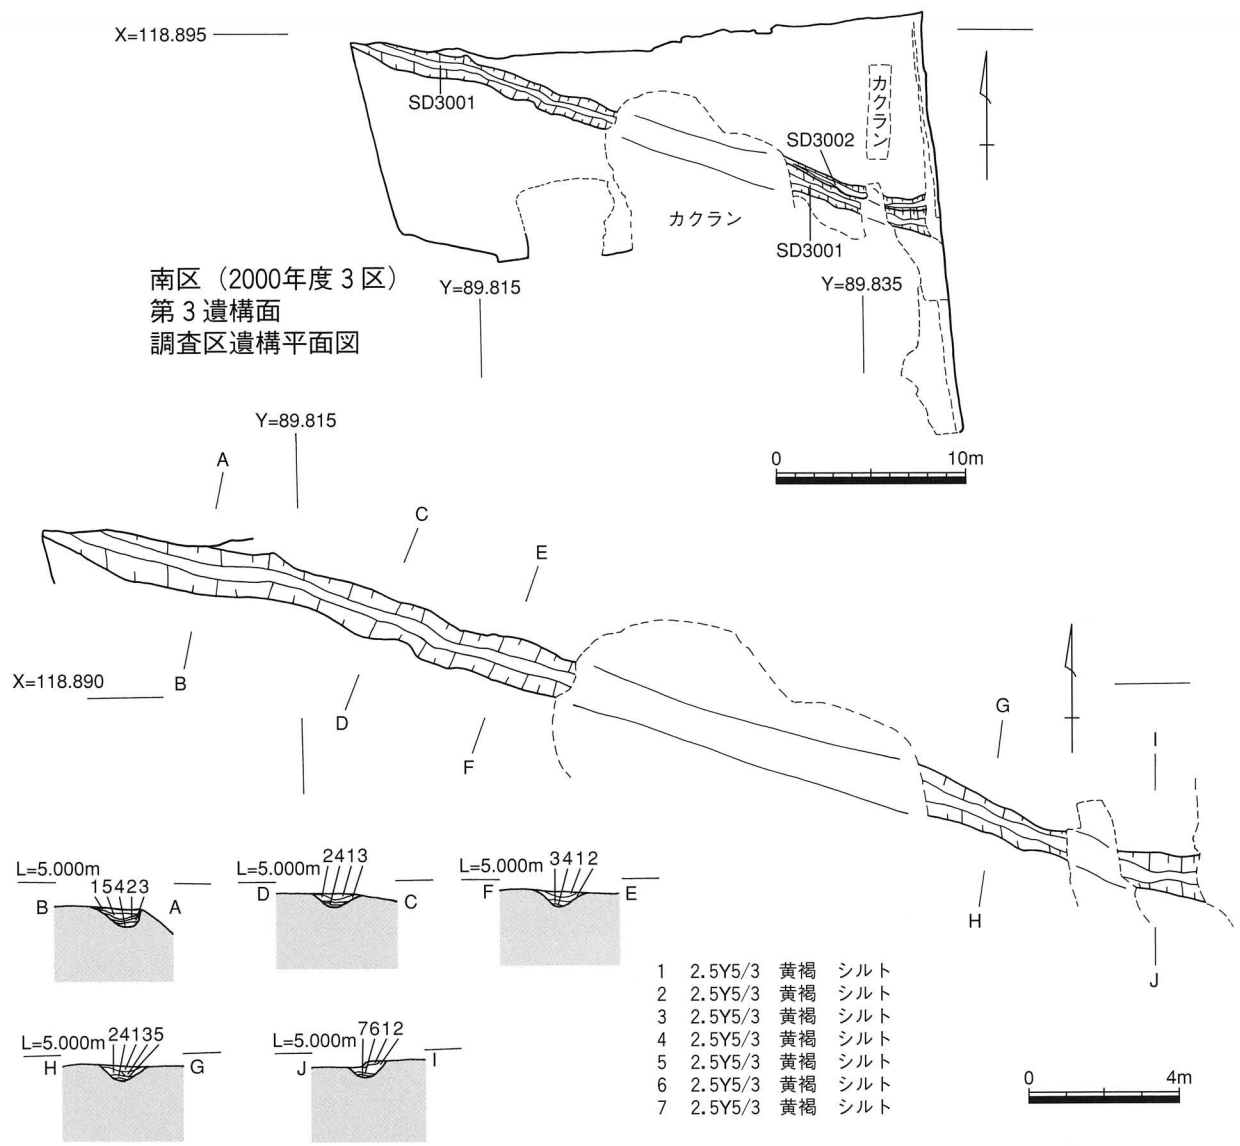 X=118.895
カクラン
SD3001
SD3002
カクラン
SD3001
南区（2000年度３区）
第３遺構面
調査区遺構平面図
Y=89.815
Y=89.835
0 10m
Y=89.815
A
C
E
X=118.890
B
D
F
G
I
H
J
L=5.000m
15423
B A
L=5.000m
2413
D C
L=5.000m
3412
F E
L=5.000m
24135
H G
L=5.000m
7612
J I
1 2.5Y5/3 黄褐 シルト
2 2.5Y5/3 黄褐 シルト
3 2.5Y5/3 黄褐 シルト
4 2.5Y5/3 黄褐 シルト
5 2.5Y5/3 黄褐 シルト
6 2.5Y5/3 黄褐 シルト
7 2.5Y5/3 黄褐 シルト
0 4m